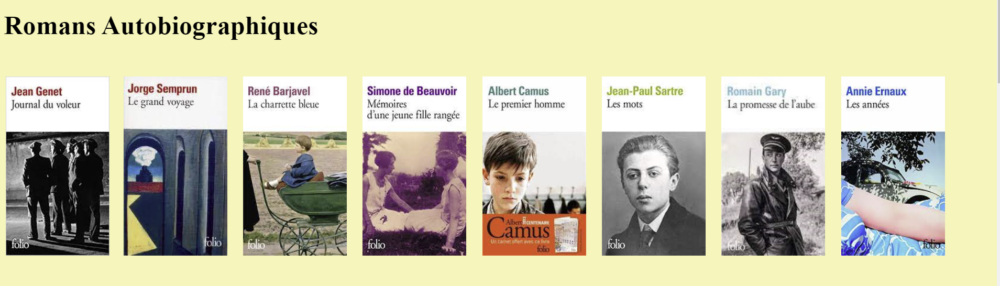 Romans Autobiographiques
Jean Genet
Journal du voleur
folio
Jorge Semprun
Le grand voyage
folio
René Barjavel
La charrette bleue
folio
Simone de Beauvoir
Mémoires
d'une jeune fille rangée
folio
Albert Camus
Le premier homme
Albert
CENTENAIRE
Camus
Un carnet offert avec ce livre
folio
Jean-Paul Sartre
Les mots
folio
Romain Gary
La promesse de l'aube
folio
Annie Ernaux
Les années
folio